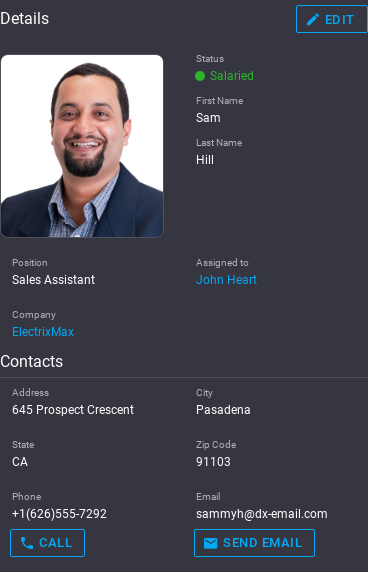 Details
EDIT
Status
Salaried
First Name
Sam
Last Name
Hill
Position
Assigned to
Sales Assistant
John Heart
Company
ElectrixMax
Contacts
Address
City
645 Prospect Crescent
Pasadena
State
Zip Code
CA
91103
Phone
Email
+1(626)555-7292
sammyh@dx-email.com
CALL
SEND EMAIL